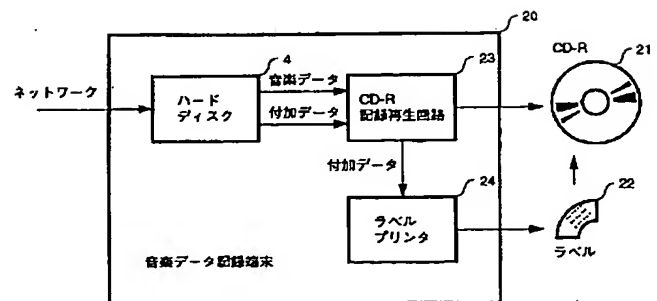 20
CD-R
21
4
23
ネットワーク
音楽データ
ハード
ディスク
CD-R
記録再生回路
付加データ
付加データ
24
22
ラベル
プリンタ
ラベル
音楽データ記録端末